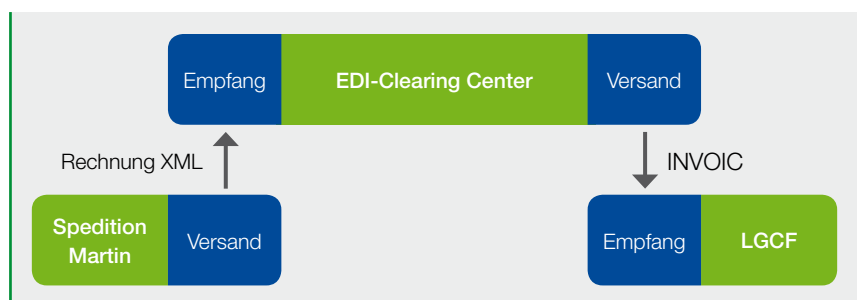 Empfang EDI-Clearing Center Versand
Rechnung XML INVOIC
Spedition
Martin
Versand Empfang LGCF